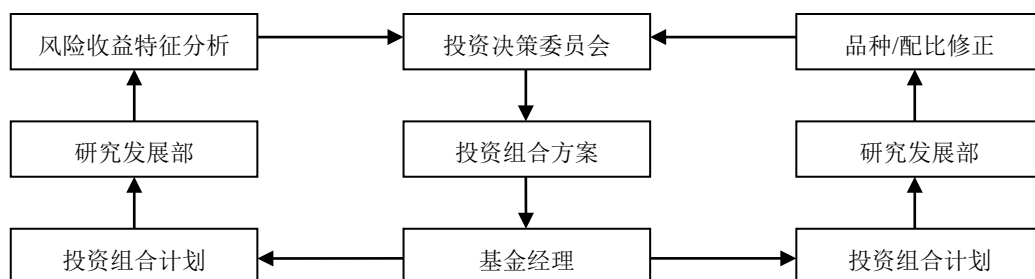 风险收益特征分析
投资决策委员会
品种/配比修正
研究发展部
投资组合方案
研究发展部
投资组合计划
基金经理
投资组合计划